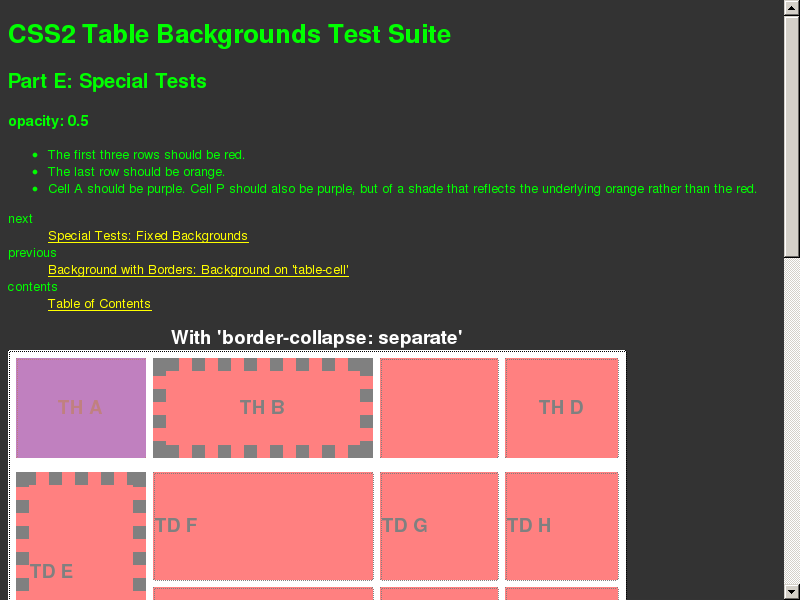 CSS2 Table Backgrounds Test Suite
Part E: Special Tests
opacity: 0.5
The first three rows should be red.
The last row should be orange.
Cell A should be purple. Cell P should also be purple, but of a shade that reflects the underlying orange rather than the red.
next
Special Tests: Fixed Backgrounds
previous
Background with Borders: Background on 'table-cell'
contents
Table of Contents
With 'border-collapse: separate'
TH A TH B TH D
TD F TD G TD H
TD E